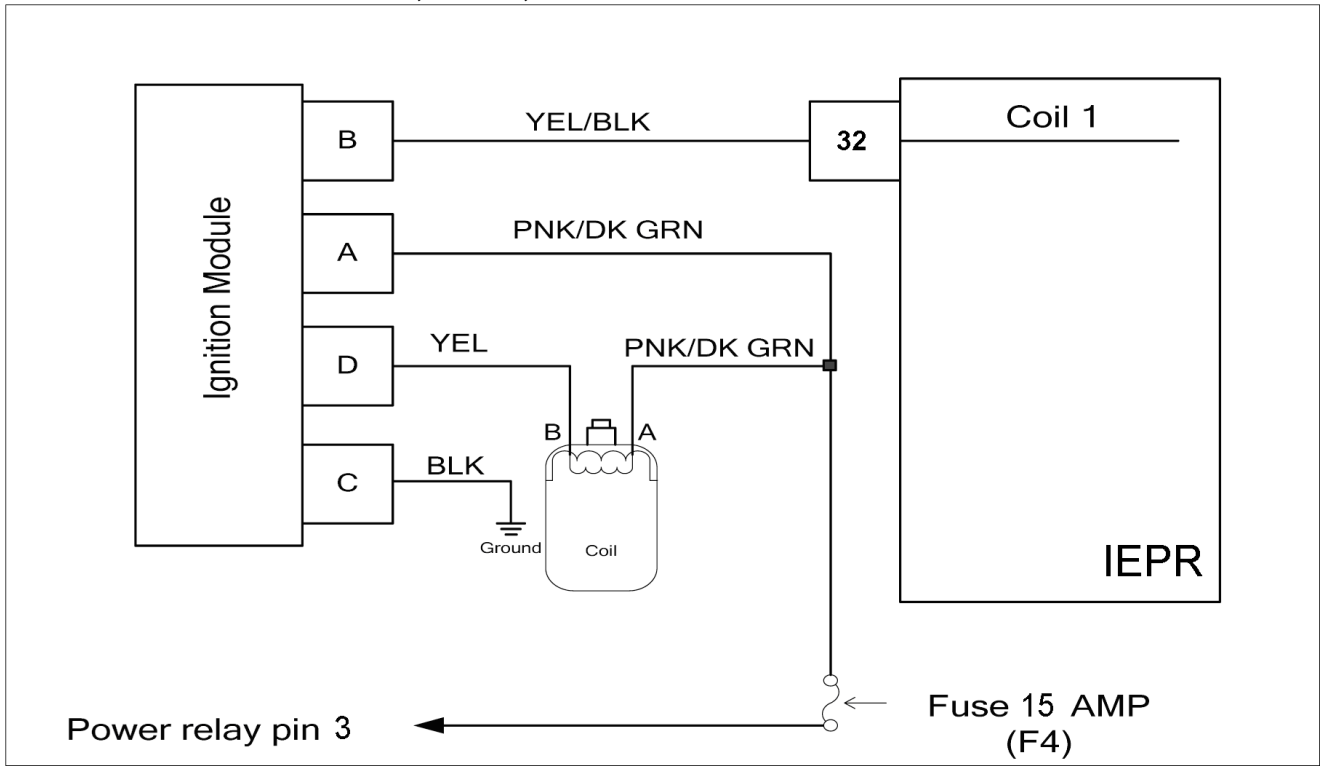 YEL/BLK
Coil 1
B
32
PNK/DK GRN
A
Ignition Module
YEL
PNK/DK GRN
D
B
A
BLK
C
Ground
Coil
IEPR
Fuse 15 AMP
(F4)
Power relay pin 3